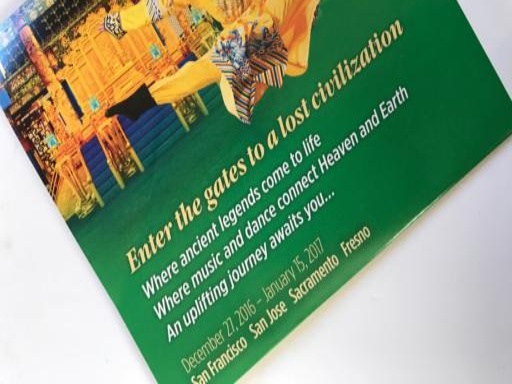 Enter the gates to a lost civilization
Where ancient legends come to life
Where music and dance connect Heaven and Earth
An uplifting journey awaits you...
December 27, 2016 – January 15, 2017
San Francisco San Jose Sacramento Fresno